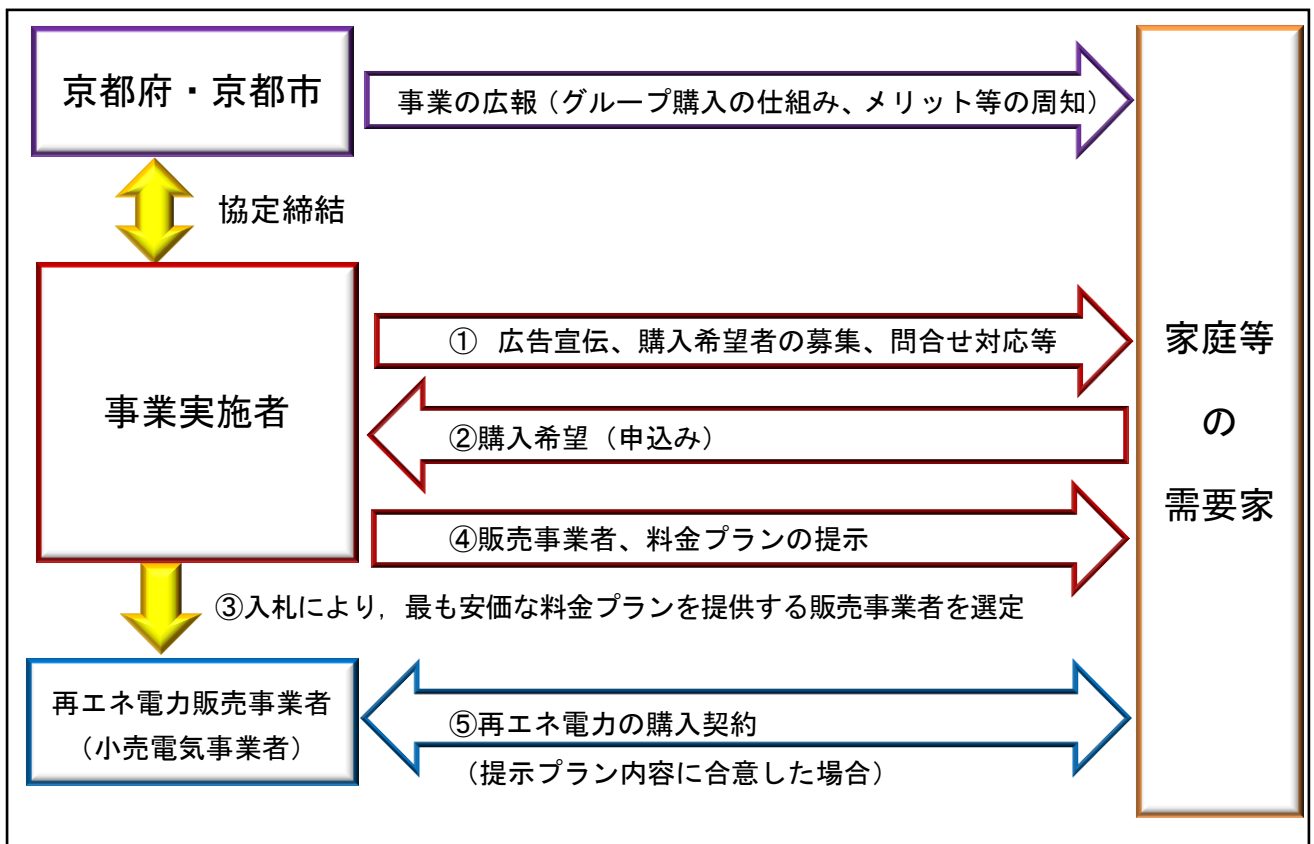 京都府・京都市
事業の広報（グループ購入の仕組み、メリット等の周知）
協定締結
事業実施者
① 広告宣伝、購入希望者の募集、問合せ対応等
②購入希望（申込み）
④販売事業者、料金プランの提示
③入札により，最も安価な料金プランを提供する販売事業者を選定
再エネ電力販売事業者
（小売電気事業者）
⑤再エネ電力の購入契約
（提示プラン内容に合意した場合）
家庭等
の
需要家